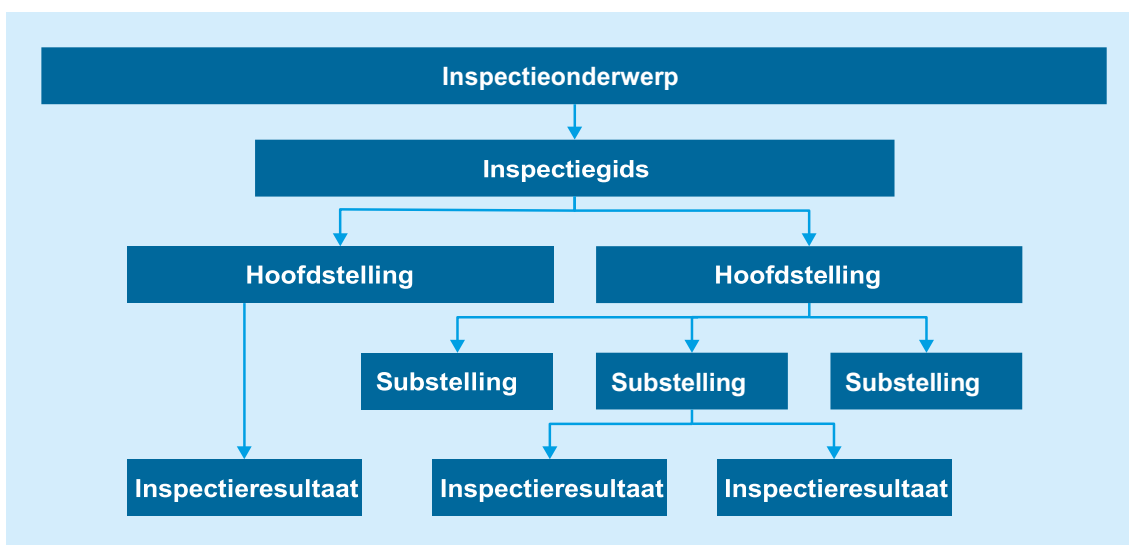 Inspectieonderwerp
Inspectiegids
Hoofdstelling
Hoofdstelling
Substelling
Substelling
Substelling
Inspectieresultaat
Inspectieresultaat
Inspectieresultaat